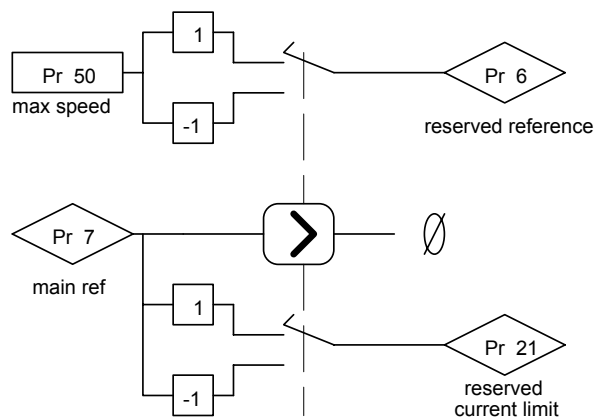 1
Pr 50
max speed
-1
Pr 6
reserved reference
Pr 7
main ref
>
Ø
1
-1
Pr 21
reserved
current limit